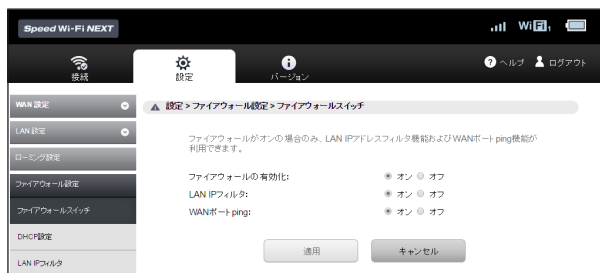 Speed Wi-Fi NEXT
WiFi
接続
設定
バージョン
ヘルプ
ログアウト
WAN 設定
LAN 設定
ローミング設定
ファイアウォール設定
ファイアウォールスイッチ
DHCP設定
LAN IPフィルタ
設定 > ファイアウォール設定 > ファイアウォールスイッチ
ファイアウォールがオンの場合のみ、LAN IPアドレスフィルタ機能およびWANポートping機能が
利用できます。
ファイアウォールの有効化: オン オフ
LAN IPフィルタ: オン オフ
WANポートping: オン オフ
適用 キャンセル